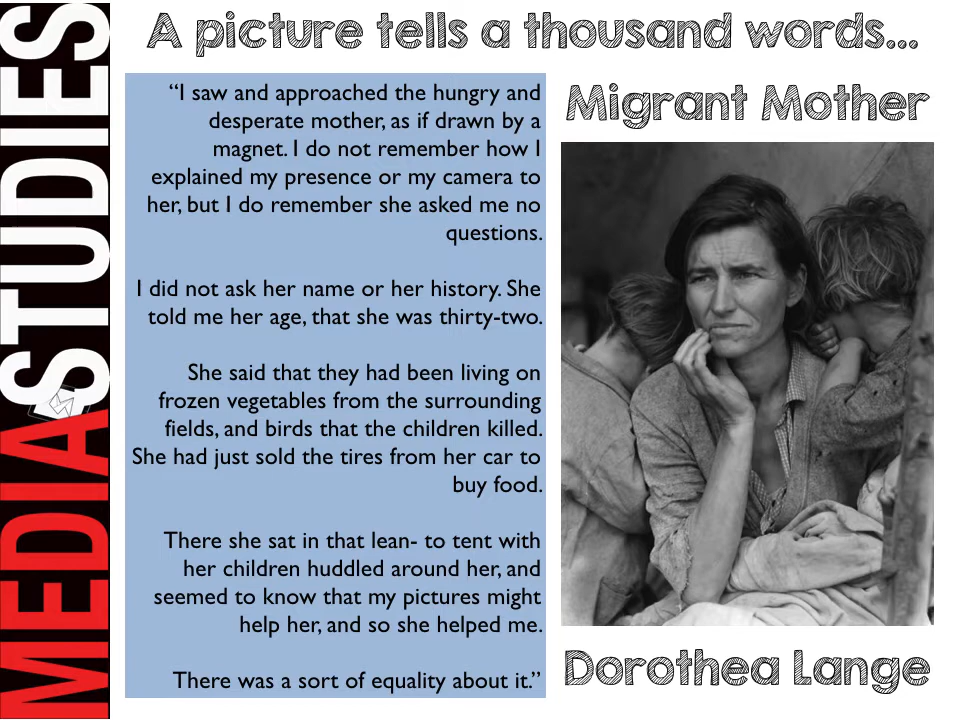 A picture tells a thousand words...
MEDIASTUDIES
“I saw and approached the hungry and
desperate mother, as if drawn by a
magnet. I do not remember how I
explained my presence or my camera to
her, but I do remember she asked me no
questions.
I did not ask her name or her history. She
told me her age, that she was thirty-two.
She said that they had been living on
frozen vegetables from the surrounding
fields, and birds that the children killed.
She had just sold the tires from her car to
buy food.
There she sat in that lean- to tent with
her children huddled around her, and
seemed to know that my pictures might
help her, and so she helped me.
There was a sort of equality about it.”
Migrant Mother
Dorothea Lange